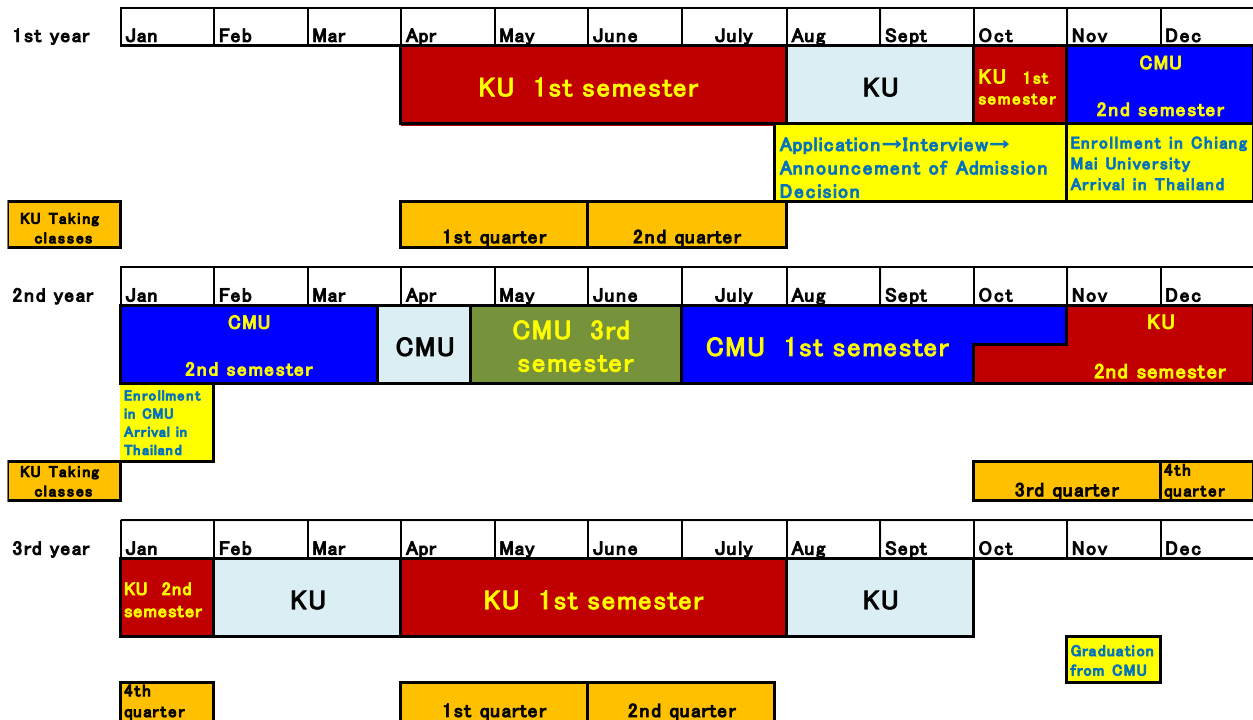 1st year Jan Feb Mar Apr May June July Aug Sept Oct Nov Dec
KU 1st semester
KU
KU 1st
semester
CMU
2nd semester
Application→Interview→
Announcement of Admission
Decision
Enrollment in Chiang
Mai University
Arrival in Thailand
KU Taking
classes
1st quarter
2nd quarter
2nd year Jan Feb Mar Apr May June July Aug Sept Oct Nov Dec
CMU
2nd semester
CMU
CMU 3rd
semester
CMU 1st semester
KU
2nd semester
Enrollment
in CMU
Arrival in
Thailand
KU Taking
classes
3rd quarter
4th
quarter
3rd year Jan Feb Mar Apr May June July Aug Sept Oct Nov Dec
KU 2nd
semester
KU
KU 1st semester
KU
Graduation
from CMU
4th
quarter
1st quarter
2nd quarter